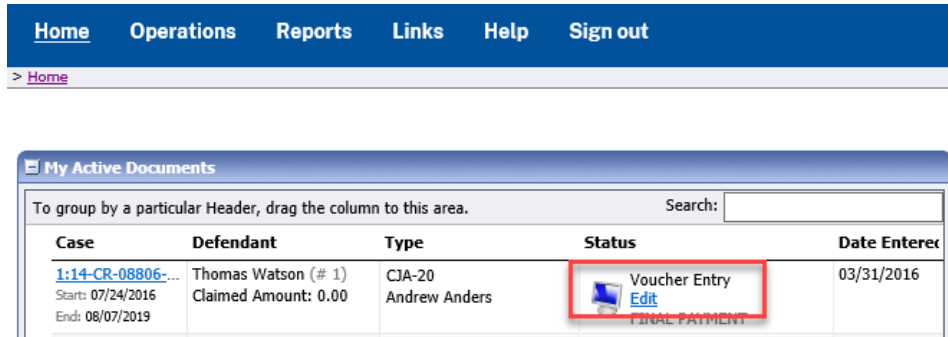 Home Operations Reports Links Help Sign out
> Home
My Active Documents
To group by a particular Header, drag the column to this area. Search:
Case Defendant Type Status Date Entered
1:14-CR-08806-... Thomas Watson (# 1) CJA-20 Voucher Entry 03/31/2016
Start: 07/24/2016 Claimed Amount: 0.00 Andrew Anders Edit
End: 08/07/2019 FINAL PAYMENT